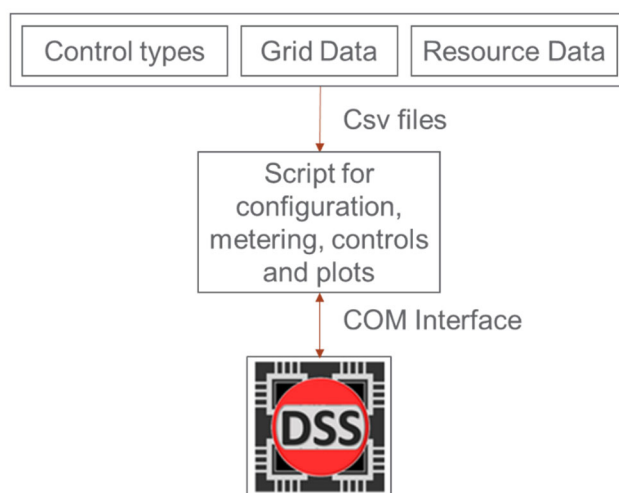 Control types
Grid Data
Resource Data
Csv files
Script for
configuration,
metering, controls
and plots
COM Interface
DSS